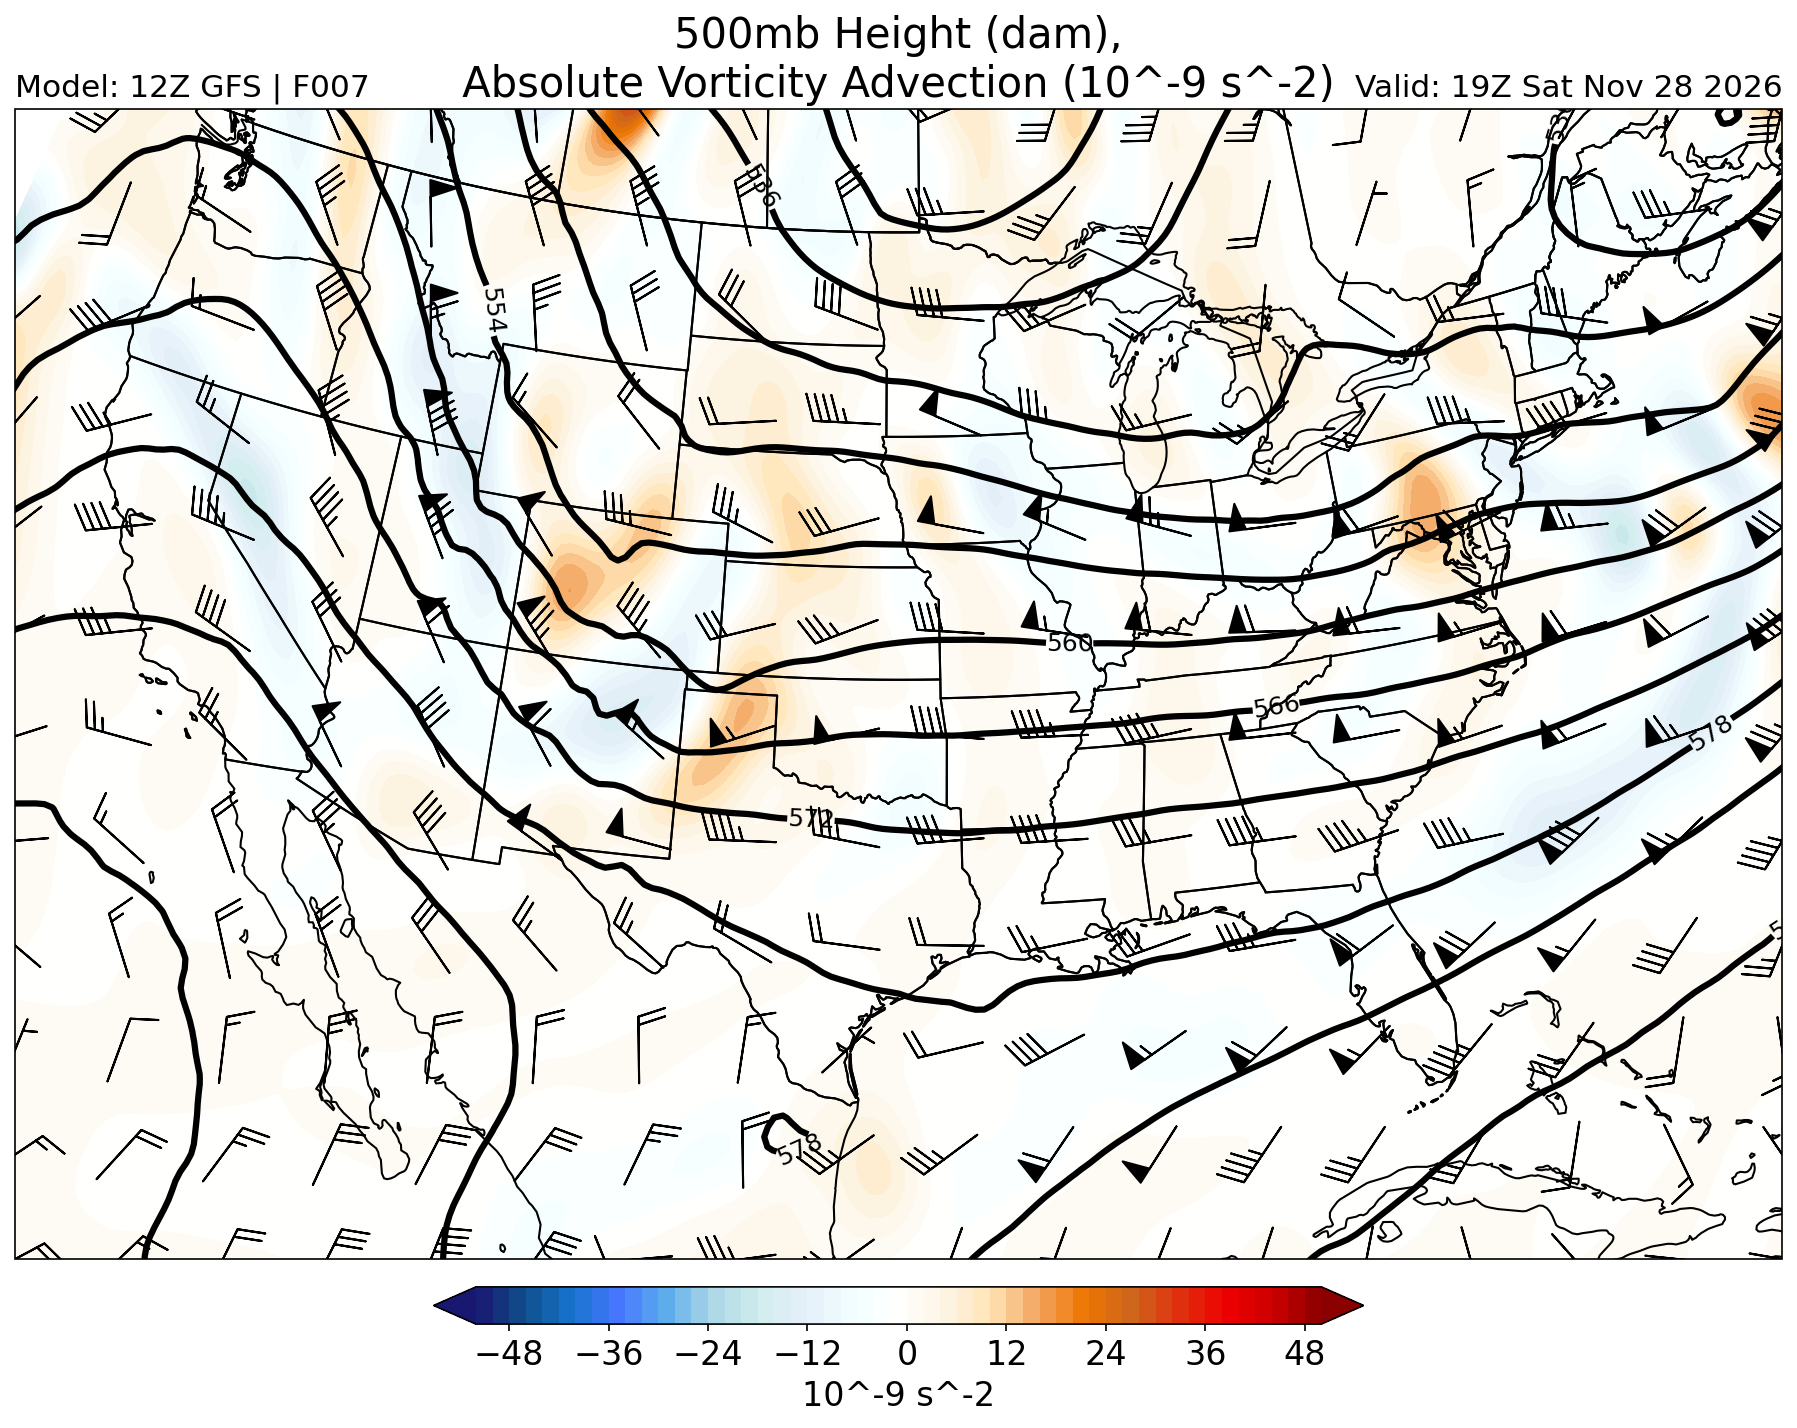 500mb Height (dam),
Absolute Vorticity Advection (10^-9 s^-2)
Model: 12Z GFS | F007
Valid: 19Z Sat Nov 28 2026
536
554
560
566
578
572
578
−48 −36 −24 −12 0 12 24 36 48
10^-9 s^-2